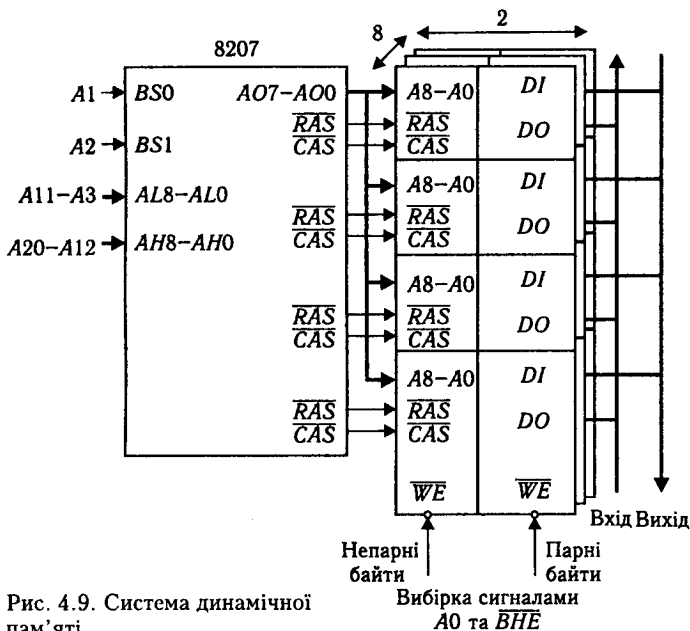 2
8
8207
A1 BS0 AO7–AO0 A8–A0 DI
RAS RAS DO
A2 BS1 CAS CAS
A11–A3 AL8–AL0 A8–A0 DI
RAS RAS DO
A20–A12 AH8–AH0 CAS CAS
A8–A0 DI
RAS RAS DO
CAS CAS
A8–A0 DI
RAS RAS DO
CAS CAS
WE WE
Вхід Вихід
Непарні Парні
байти байти
Вибірка сигналами
A0 та BHE
Рис. 4.9. Система динамічної
пам’яті